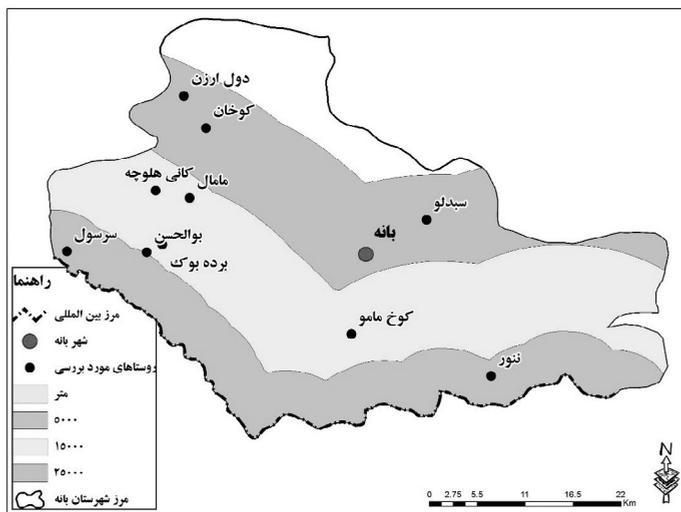 دول ارزن
کوخان
کانی هلوچه
مامال
سبدلو
بانه
بوالحسن
سرسول
برده بوک
کوخ مامو
ننور
راهنما
مرز بین المللی
شهر بانه
روستاهای مورد بررسی
متر
۵۰۰۰
۱۵۰۰۰
۲۵۰۰۰
مرز شهرستان بانه
N
0 2.75 5.5 11 16.5 22
Km